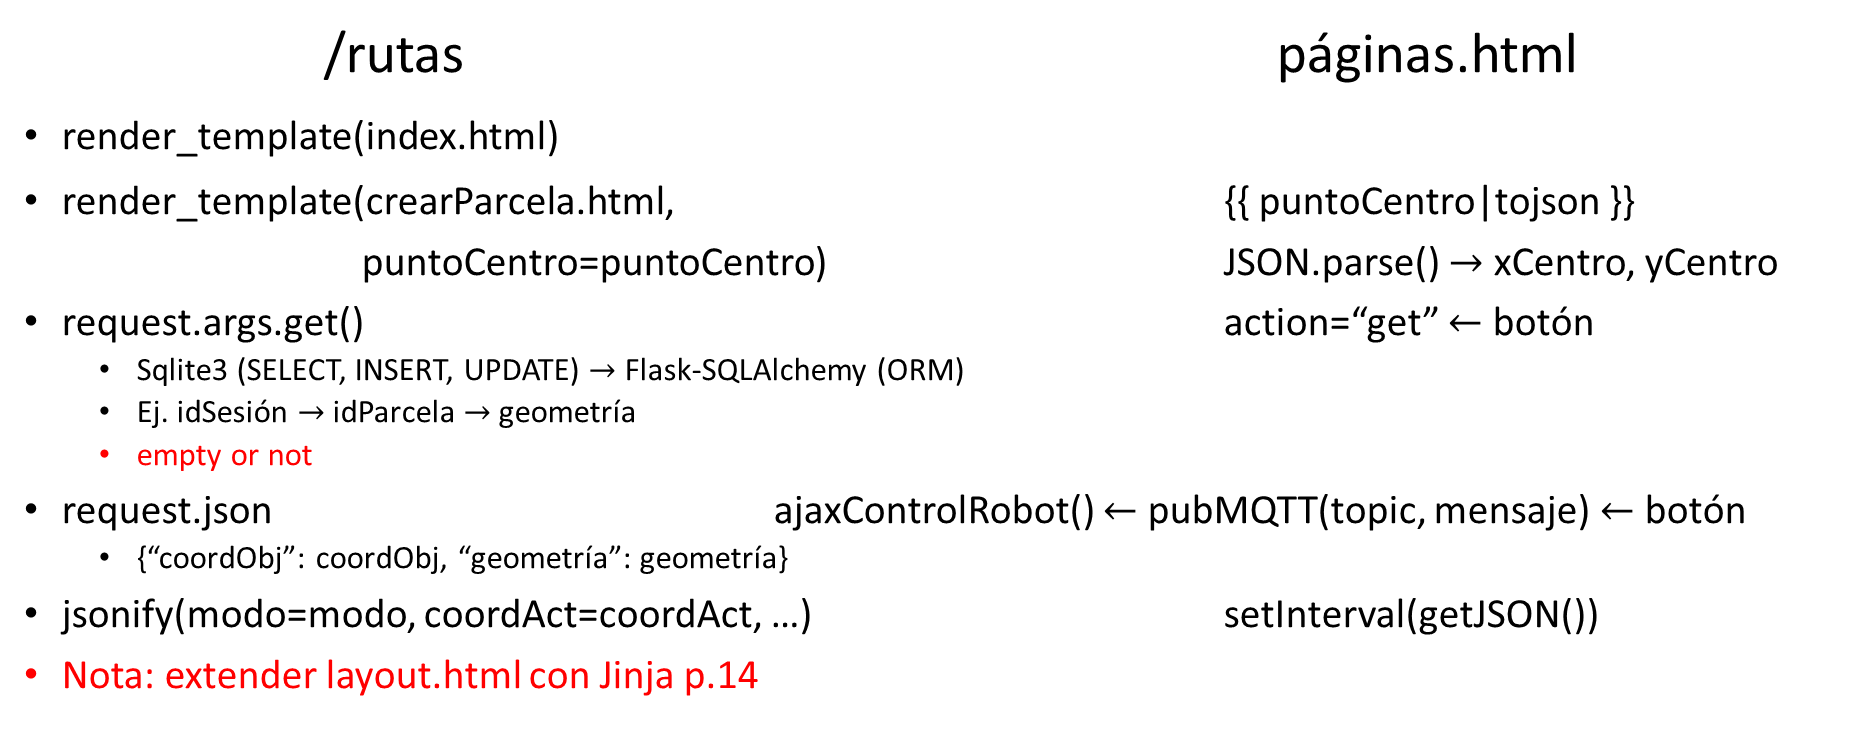 /rutas páginas.html
• render_template(index.html)
• render_template(crearParcela.html, {{ puntoCentro|tojson }}
puntoCentro=puntoCentro) JSON.parse() → xCentro, yCentro
• request.args.get() action=“get” ← botón
• Sqlite3 (SELECT, INSERT, UPDATE) → Flask-SQLAlchemy (ORM)
• Ej. idSesión → idParcela → geometría
• empty or not
• request.json ajaxControlRobot() ← pubMQTT(topic, mensaje) ← botón
• {“coordObj”: coordObj, “geometría”: geometría}
• jsonify(modo=modo, coordAct=coordAct, …) setInterval(getJSON())
• Nota: extender layout.html con Jinja p.14